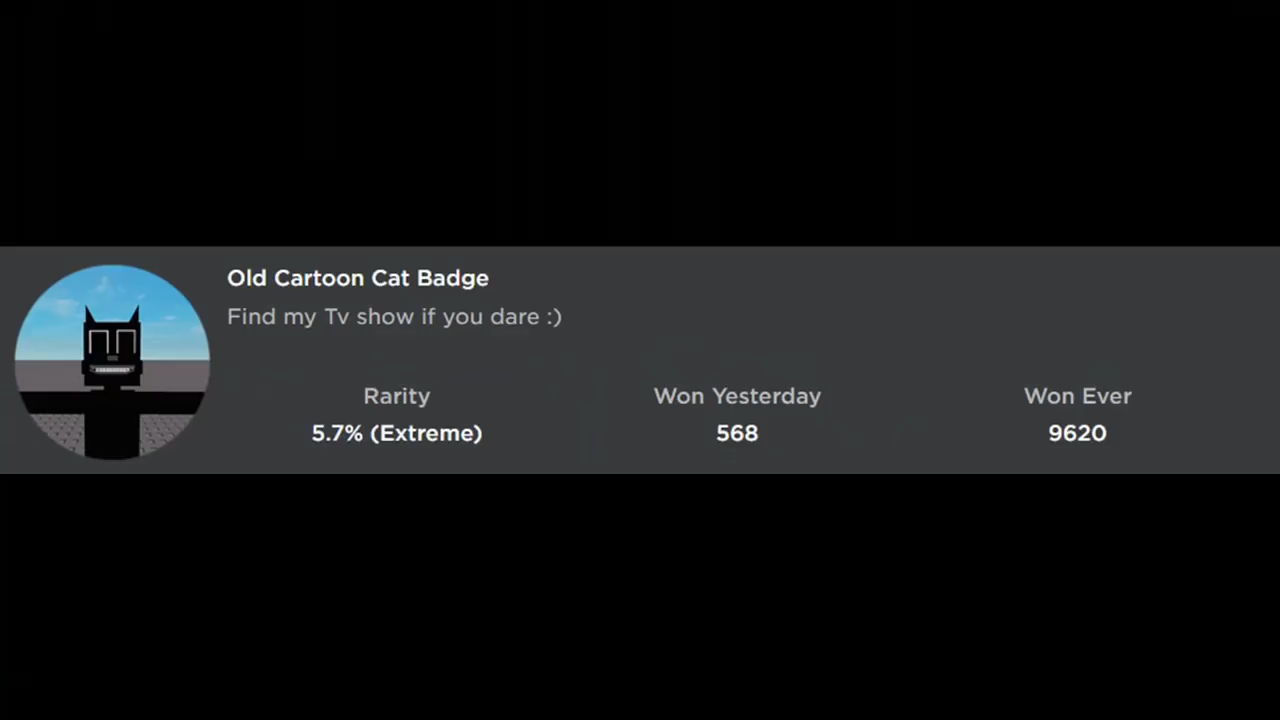 Old Cartoon Cat Badge
Find my Tv show if you dare :)
Rarity Won Yesterday Won Ever
5.7% (Extreme) 568 9620